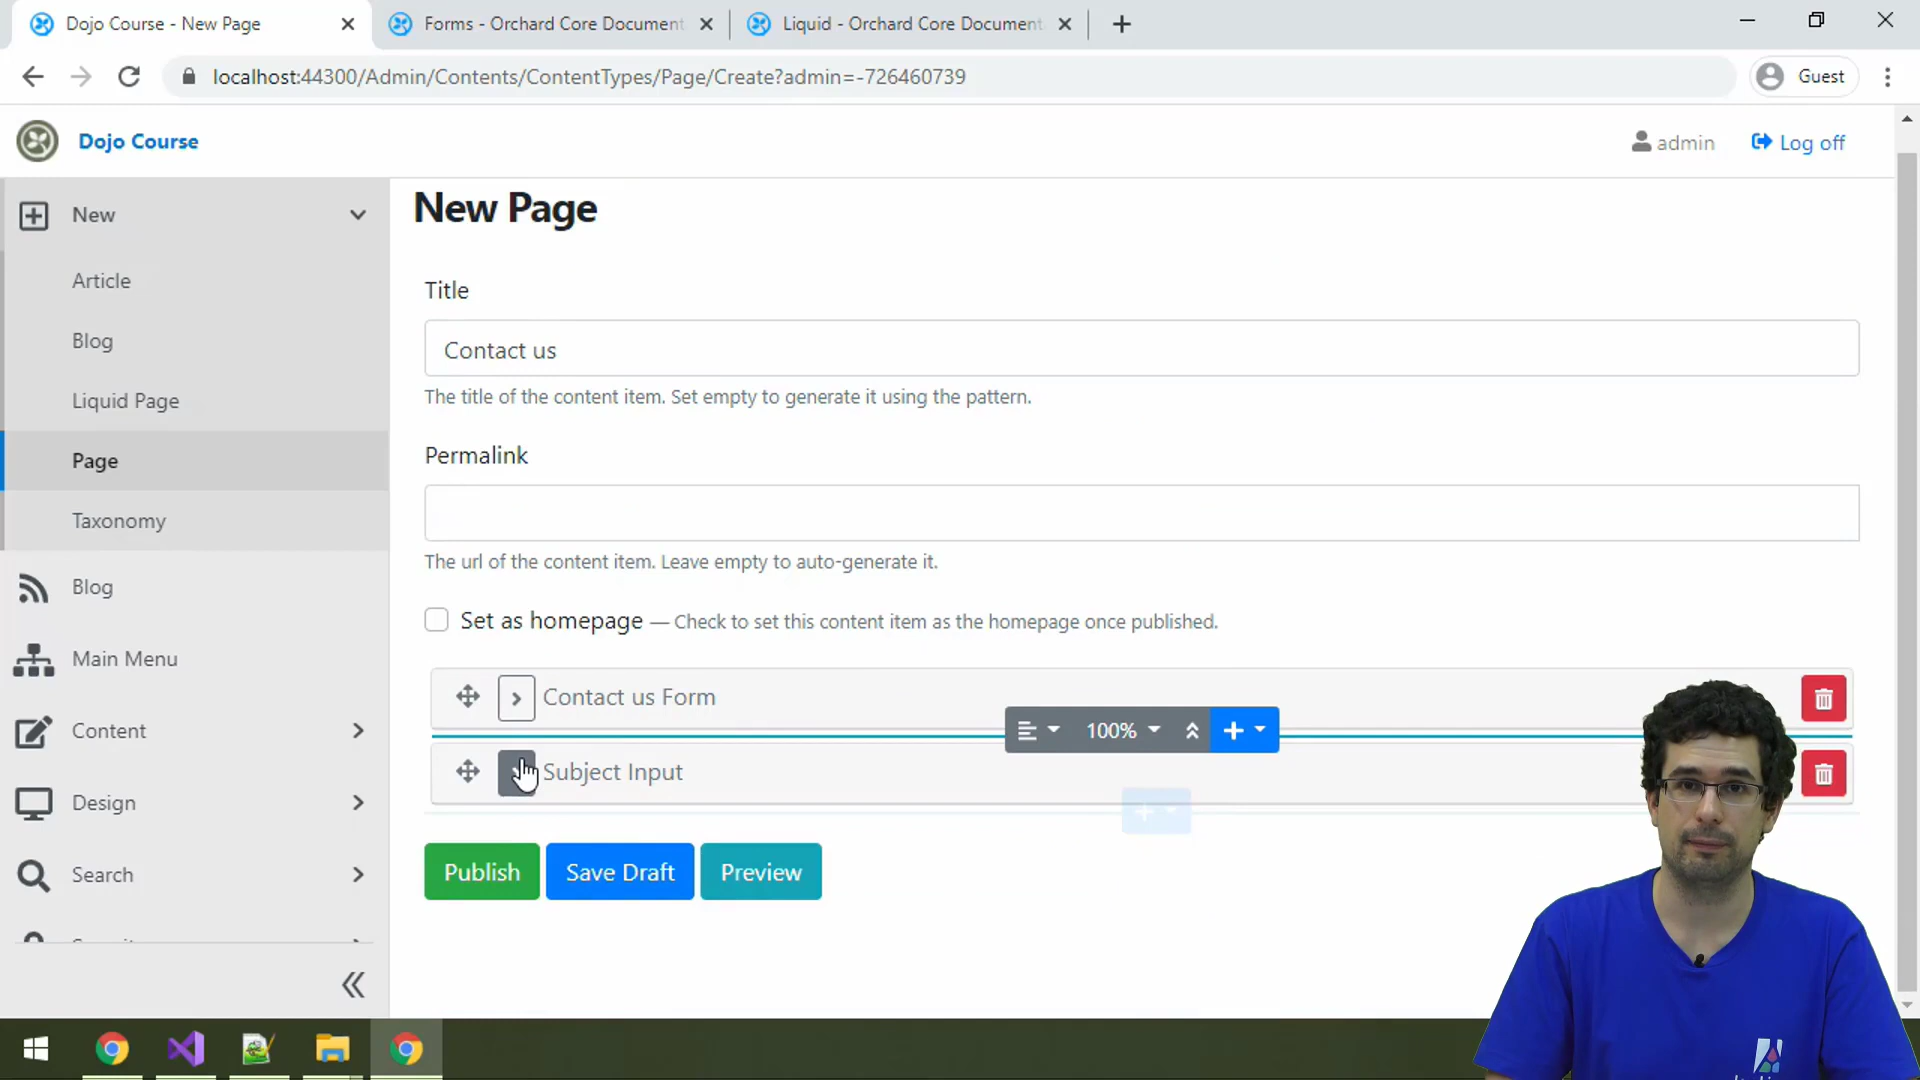 Dojo Course - New Page
Forms - Orchard Core Document
Liquid - Orchard Core Document
localhost:44300/Admin/Contents/ContentTypes/Page/Create?admin=-726460739
Guest
Dojo Course
admin
Log off
New
Article
Blog
Liquid Page
Page
Taxonomy
Blog
Main Menu
Content
Design
Search
New Page
Title
Contact us
The title of the content item. Set empty to generate it using the pattern.
Permalink
The url of the content item. Leave empty to auto-generate it.
Set as homepage — Check to set this content item as the homepage once published.
Contact us Form
100%
Subject Input
Publish
Save Draft
Preview